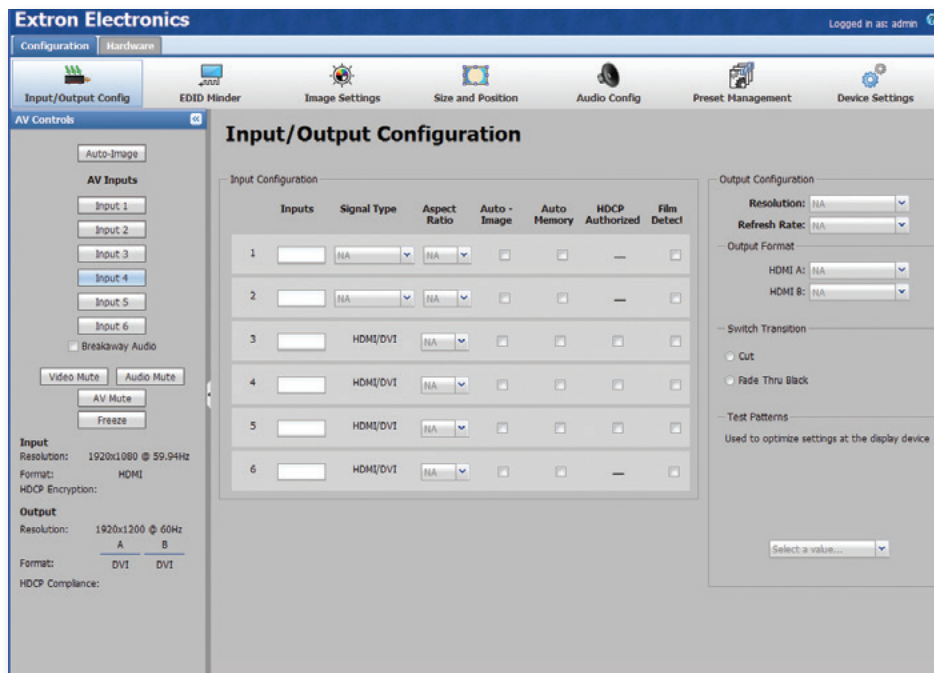 Extron Electronics
Logged in as: admin
Configuration Hardware
Input/Output Config EDID Minder Image Settings Size and Position Audio Config Preset Management Device Settings
AV Controls
Auto-Image
AV Inputs
Input 1
Input 2
Input 3
Input 4
Input 5
Input 6
Breakaway Audio
Video Mute Audio Mute
AV Mute
Freeze
Input
Resolution: 1920x1080 @ 59.94Hz
Format: HDMI
HDCP Encryption:
Output
Resolution: 1920x1200 @ 60Hz
A B
Format: DVI DVI
HDCP Compliance:
Input/Output Configuration
Input Configuration
Inputs Signal Type Aspect Ratio Auto - Image Auto Memory HDCP Authorized Film Detect
1 NA NA —
2 NA NA —
3 HDMI/DVI NA
4 HDMI/DVI NA
5 HDMI/DVI NA
6 HDMI/DVI NA —
Output Configuration
Resolution: NA
Refresh Rate: NA
Output Format
HDMI A: NA
HDMI B: NA
Switch Transition
Cut
Fade Thru Black
Test Patterns
Used to optimize settings at the display device
Select a value...